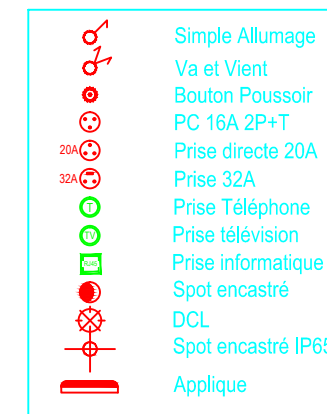 Simple Allumage
Va et Vient
Bouton Poussoir
PC 16A 2P+T
20A Prise directe 20A
32A Prise 32A
T Prise Téléphone
TV Prise télévision
RJ45 Prise informatique
Spot encastré
DCL
Spot encastré IP65
Applique